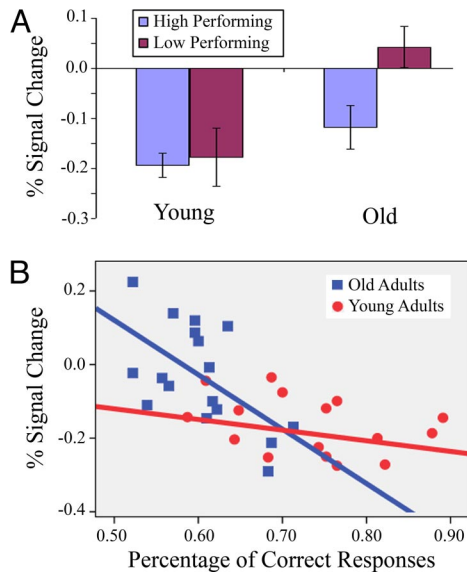 A
High Performing
Low Performing
% Signal Change
0.1
0.0
-0.1
-0.2
-0.3
Young
Old
B
Old Adults
Young Adults
% Signal Change
0.2
0.0
-0.2
-0.4
0.50
0.60
0.70
0.80
0.90
Percentage of Correct Responses